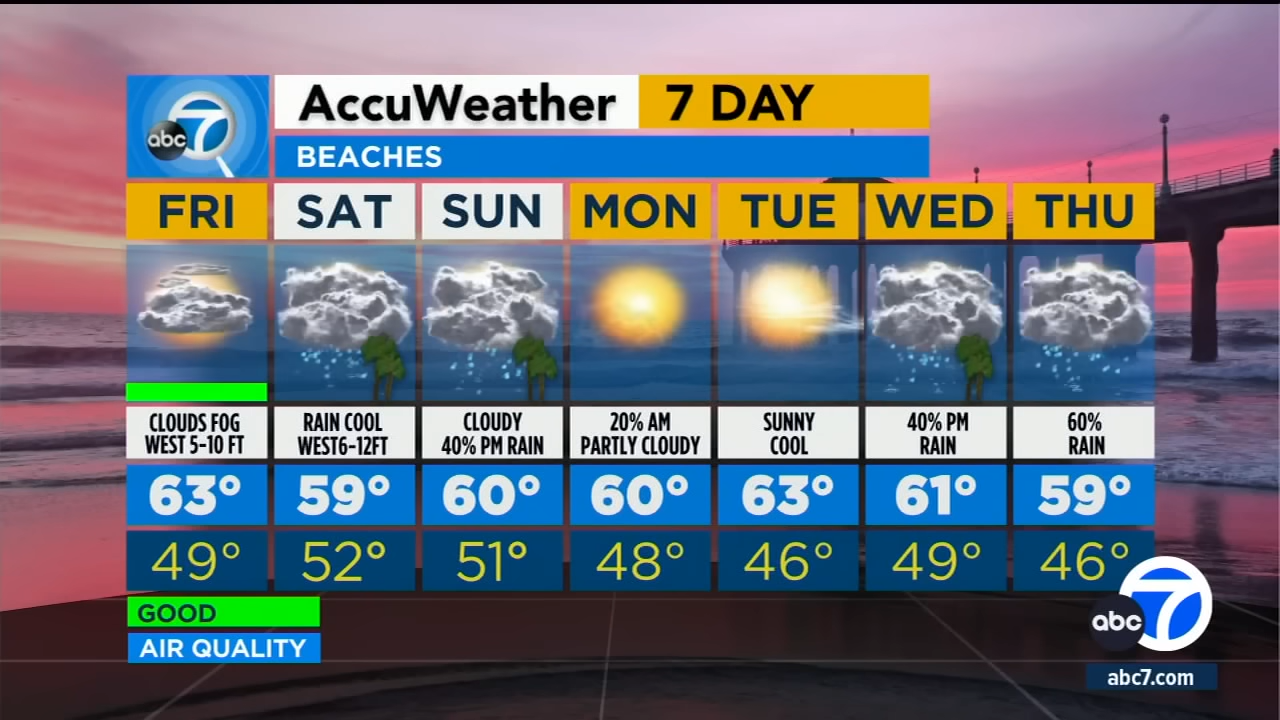 abc 7
AccuWeather 7 DAY
BEACHES
FRI SAT SUN MON TUE WED THU
CLOUDS FOG
WEST 5-10 FT
RAIN COOL
WEST6-12FT
CLOUDY
40% PM RAIN
20% AM
PARTLY CLOUDY
SUNNY
COOL
40% PM
RAIN
60%
RAIN
63° 59° 60° 60° 63° 61° 59°
49° 52° 51° 48° 46° 49° 46°
GOOD
AIR QUALITY
abc 7
abc7.com